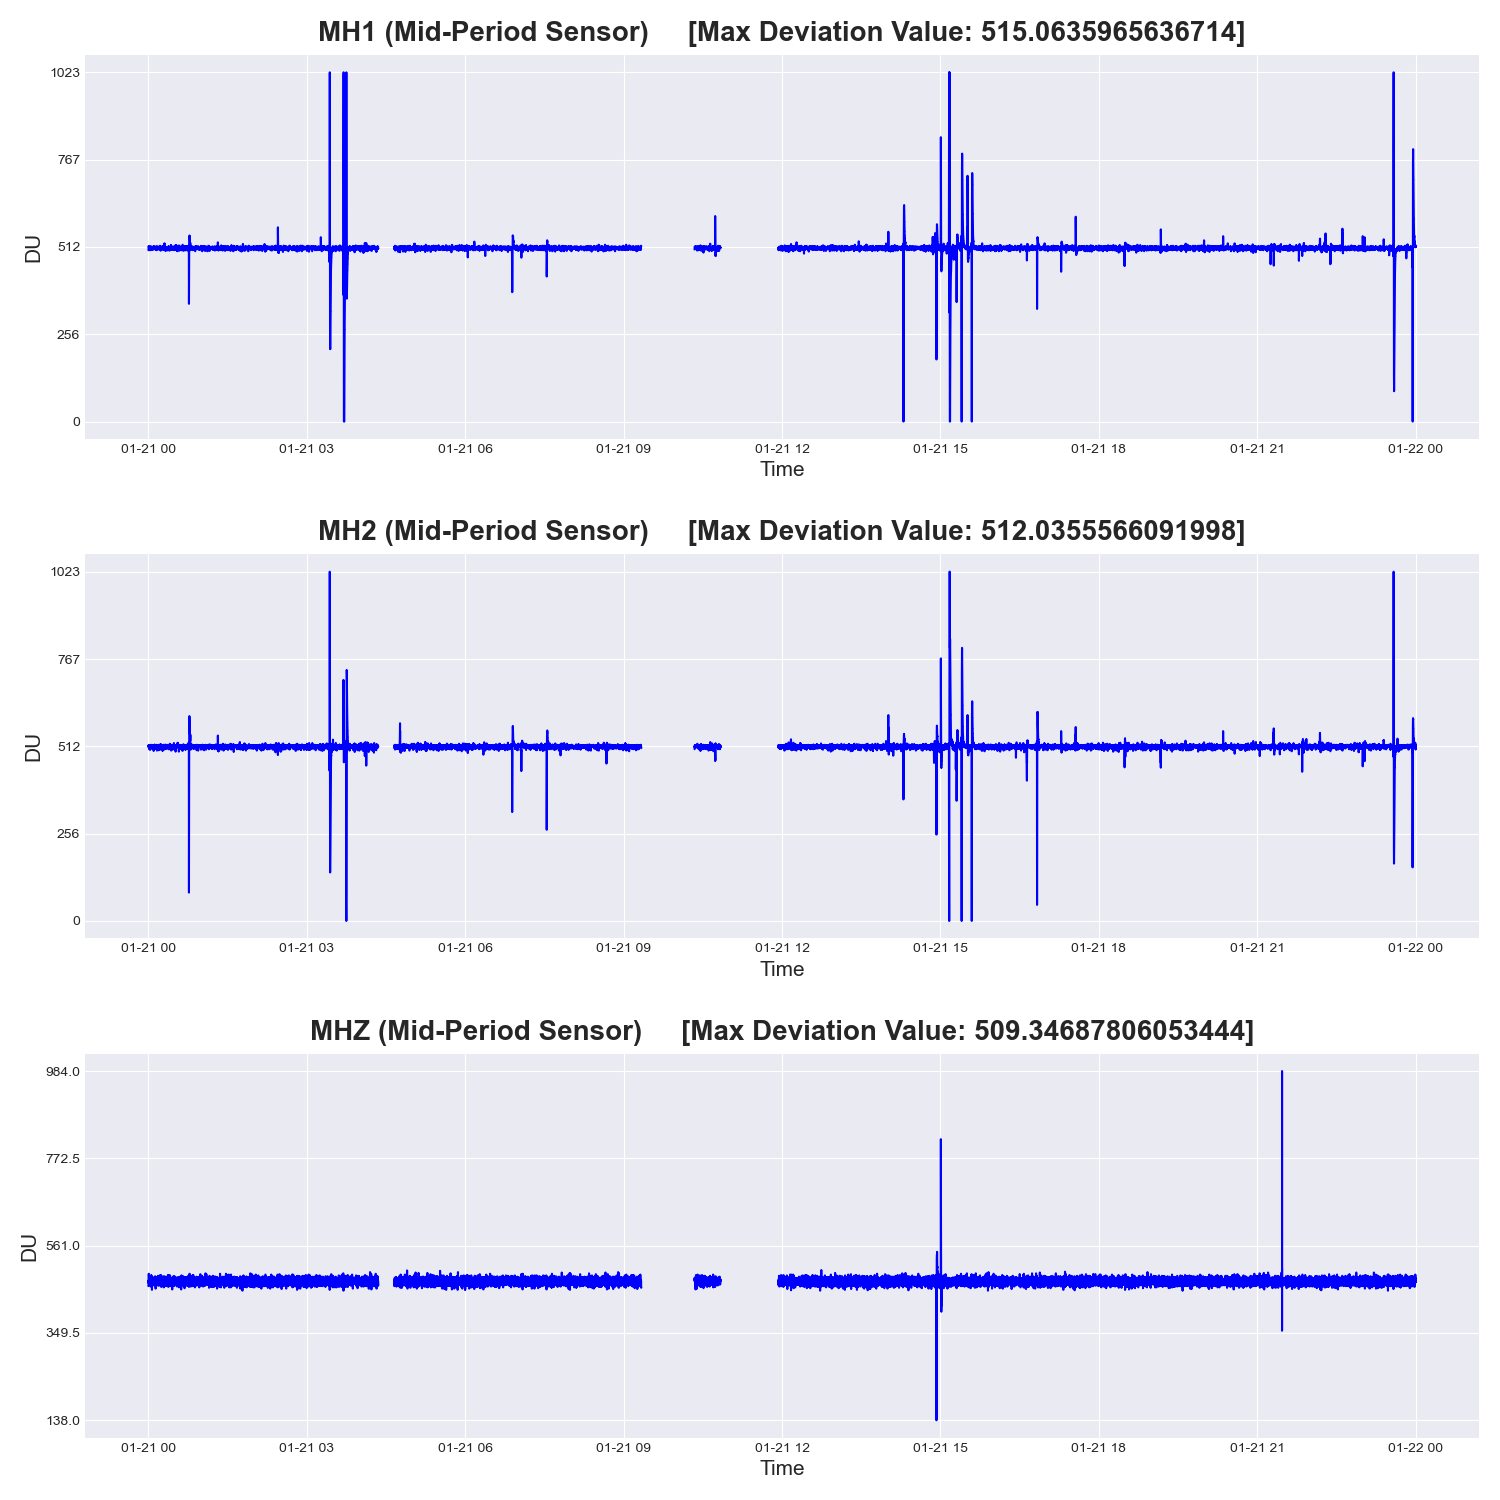 MH1 (Mid-Period Sensor) [Max Deviation Value: 515.0635965636714]
1023
767
512
256
0
DU
01-21 00 01-21 03 01-21 06 01-21 09 01-21 12 01-21 15 01-21 18 01-21 21 01-22 00
Time
MH2 (Mid-Period Sensor) [Max Deviation Value: 512.0355566091998]
1023
767
512
256
0
DU
01-21 00 01-21 03 01-21 06 01-21 09 01-21 12 01-21 15 01-21 18 01-21 21 01-22 00
Time
MHZ (Mid-Period Sensor) [Max Deviation Value: 509.34687806053444]
984.0
772.5
561.0
349.5
138.0
DU
01-21 00 01-21 03 01-21 06 01-21 09 01-21 12 01-21 15 01-21 18 01-21 21 01-22 00
Time